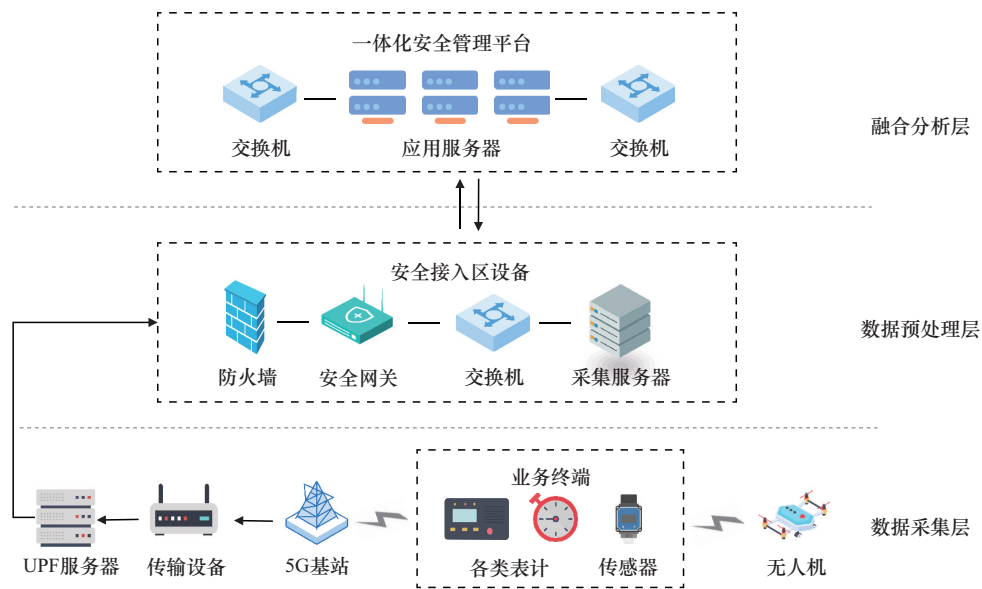 一体化安全管理平台
交换机
应用服务器
交换机
融合分析层
安全接入区设备
防火墙
安全网关
交换机
采集服务器
数据预处理层
业务终端
UPF服务器
传输设备
5G基站
各类表计
传感器
无人机
数据采集层